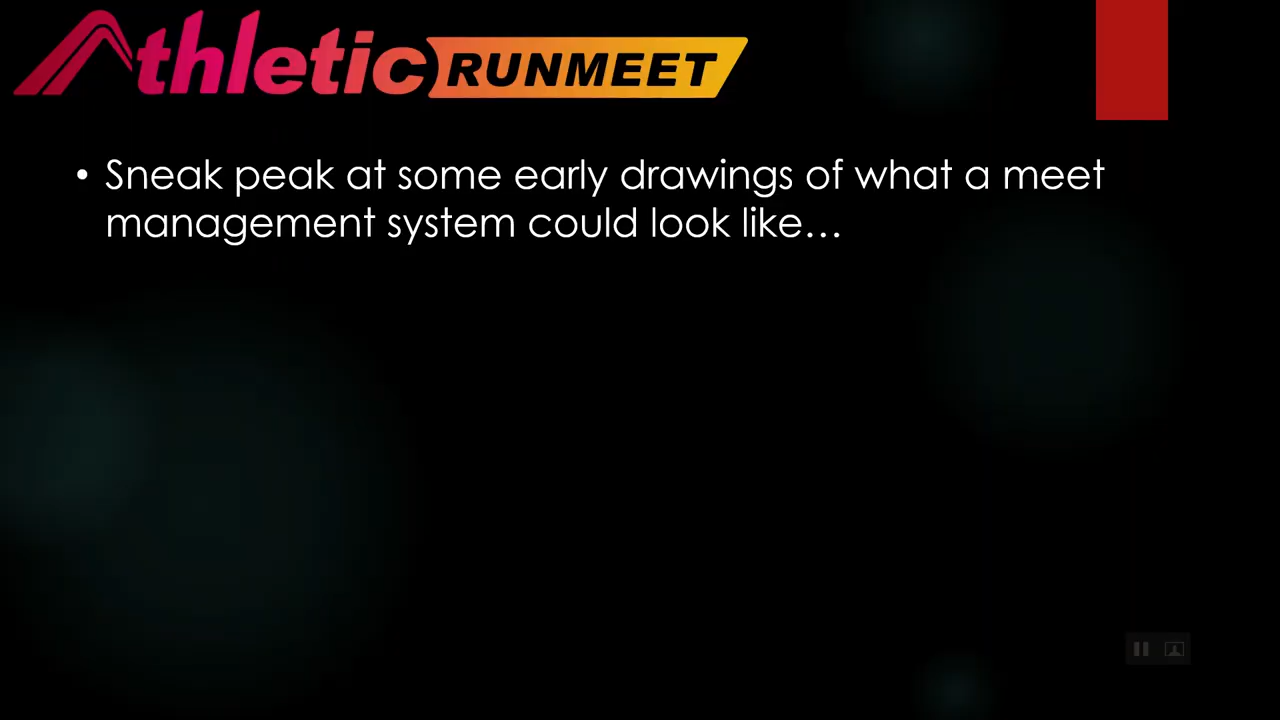 Athletic RUNMEET
• Sneak peak at some early drawings of what a meet
management system could look like…